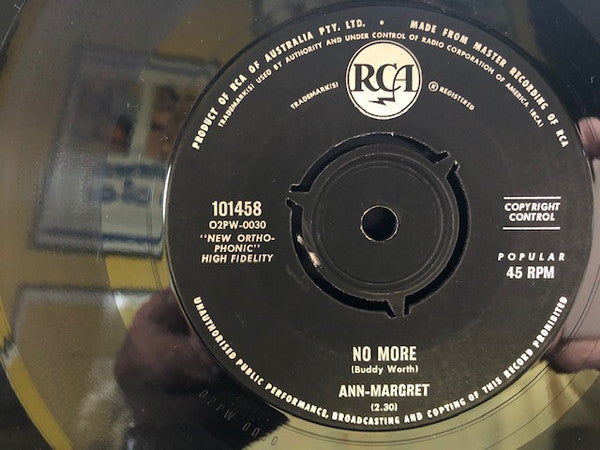 PRODUCT OF RCA OF AUSTRALIA PTY. LTD. • MADE FROM MASTER RECORDING OF RCA
TRADEMARK(S) USED BY AUTHORITY AND UNDER CONTROL OF RADIO CORPORATION OF AMERICA (RCA)
RCA
TRADEMARK(S) ® REGISTERED
101458
O2PW-0030
"NEW ORTHO-
PHONIC"
HIGH FIDELITY
COPYRIGHT
CONTROL
POPULAR
45 RPM
NO MORE
(Buddy Worth)
ANN-MARGRET
(2.30)
UNAUTHORISED PUBLIC PERFORMANCE, BROADCASTING AND COPYING OF THIS RECORD PROHIBITED
O2PW 0030